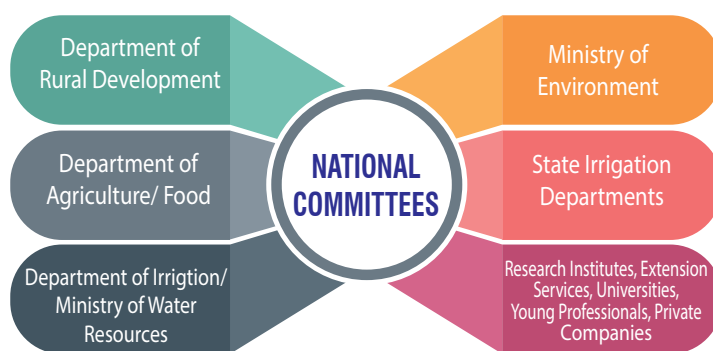 Department of
Rural Development
Department of
Agriculture/ Food
Department of Irrigtion/
Ministry of Water
Resources
NATIONAL
COMMITTEES
Ministry of
Environment
State Irrigation
Departments
Research Institutes, Extension
Services, Universities,
Young Professionals, Private
Companies